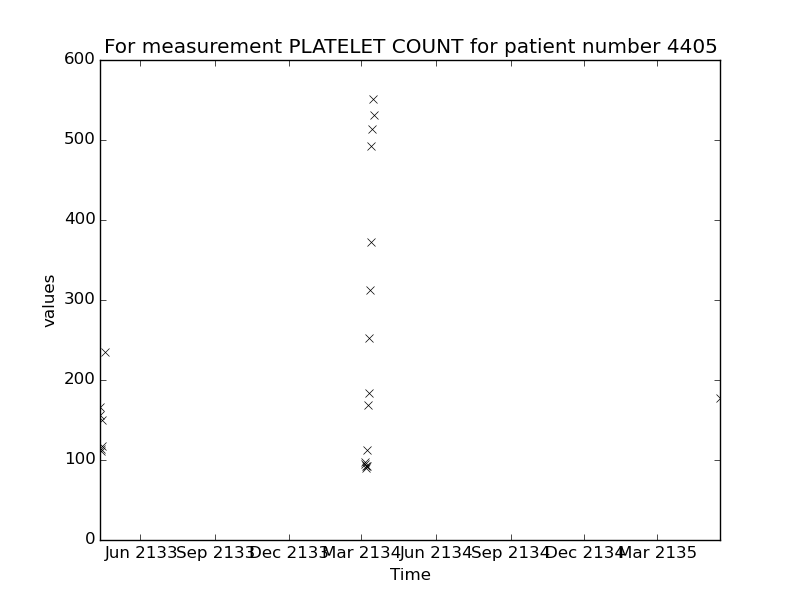 For measurement PLATELET COUNT for patient number 4405
600
500
400
300
200
100
0
values
Jun 2133 Sep 2133 Dec 2133 Mar 2134 Jun 2134 Sep 2134 Dec 2134 Mar 2135
Time